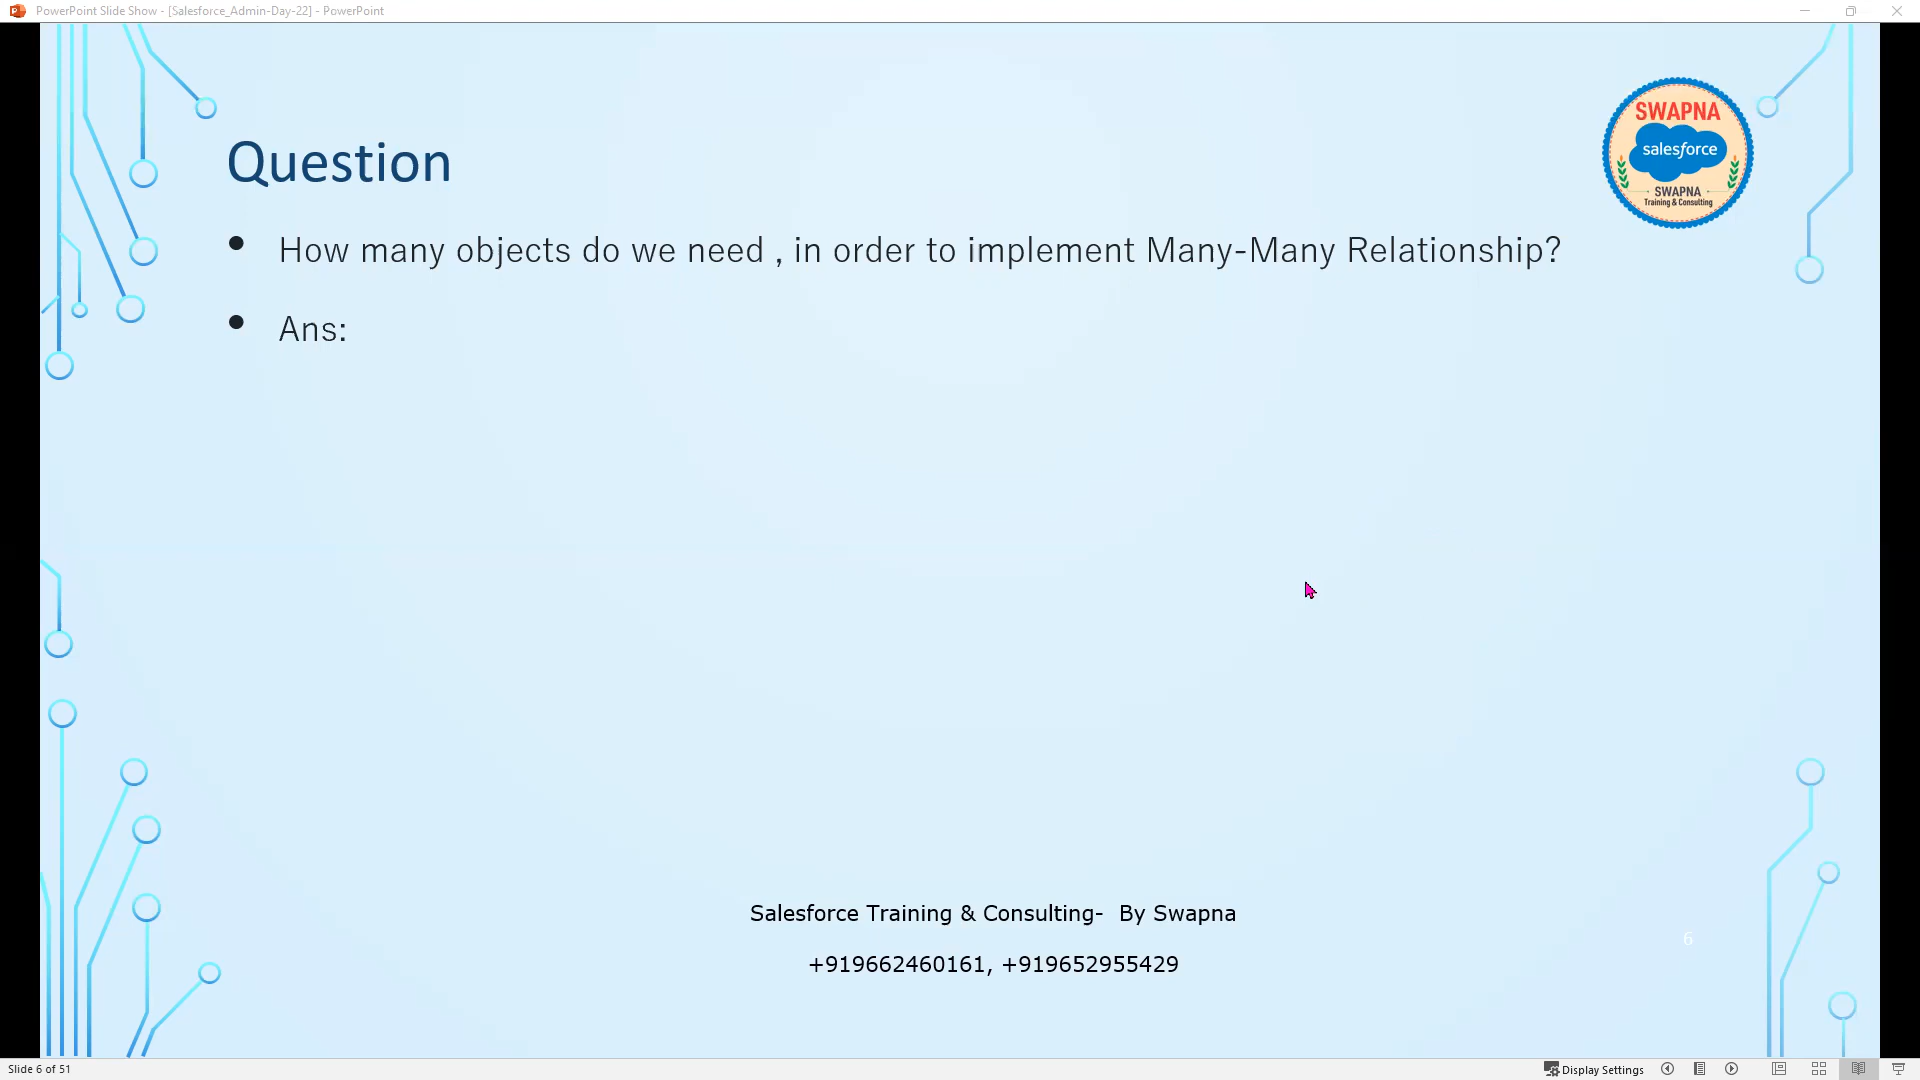 PowerPoint Slide Show - [Salesforce_Admin-Day-22] - PowerPoint
SWAPNA
salesforce
SWAPNA
Training & Consulting
Question
• How many objects do we need , in order to implement Many-Many Relationship?
• Ans:
Salesforce Training & Consulting-  By Swapna
6
+919662460161, +919652955429
Slide 6 of 51
Display Settings